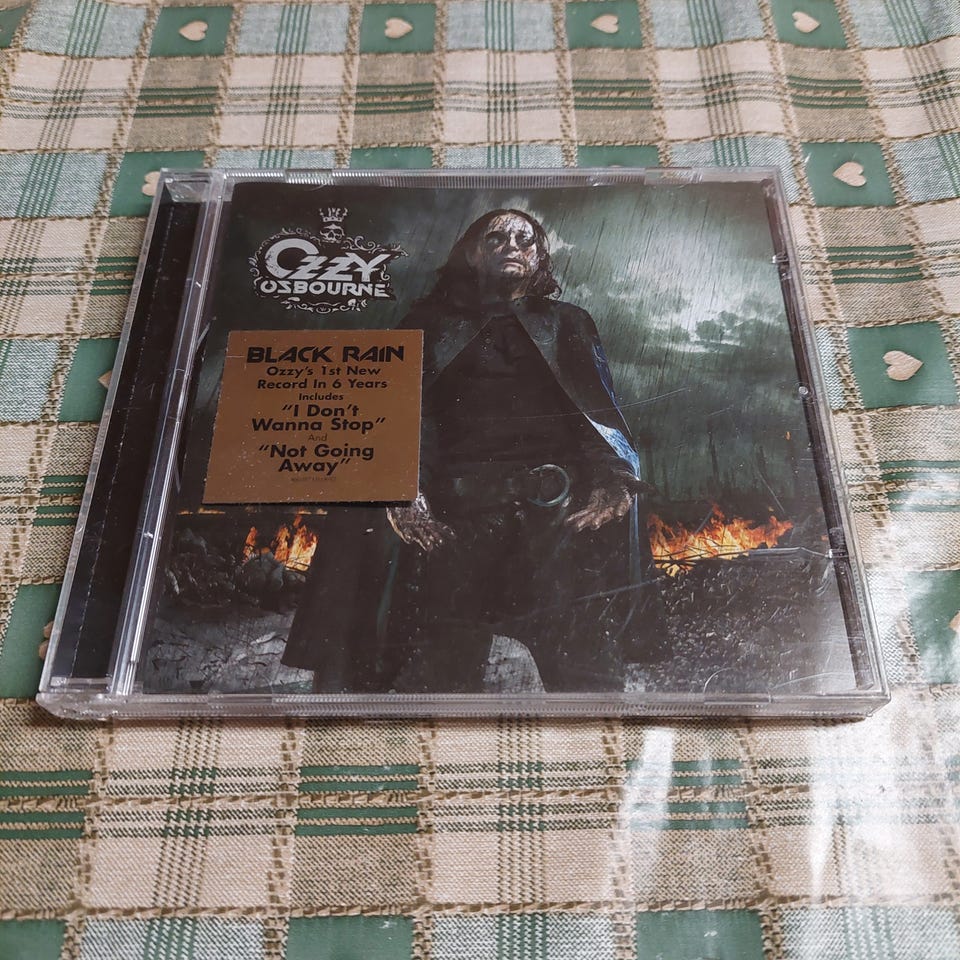 OZZY
OSBOURNE
BLACK RAIN
Ozzy's 1st New
Record In 6 Years
Includes
"I Don't
Wanna Stop"
And
"Not Going
Away"